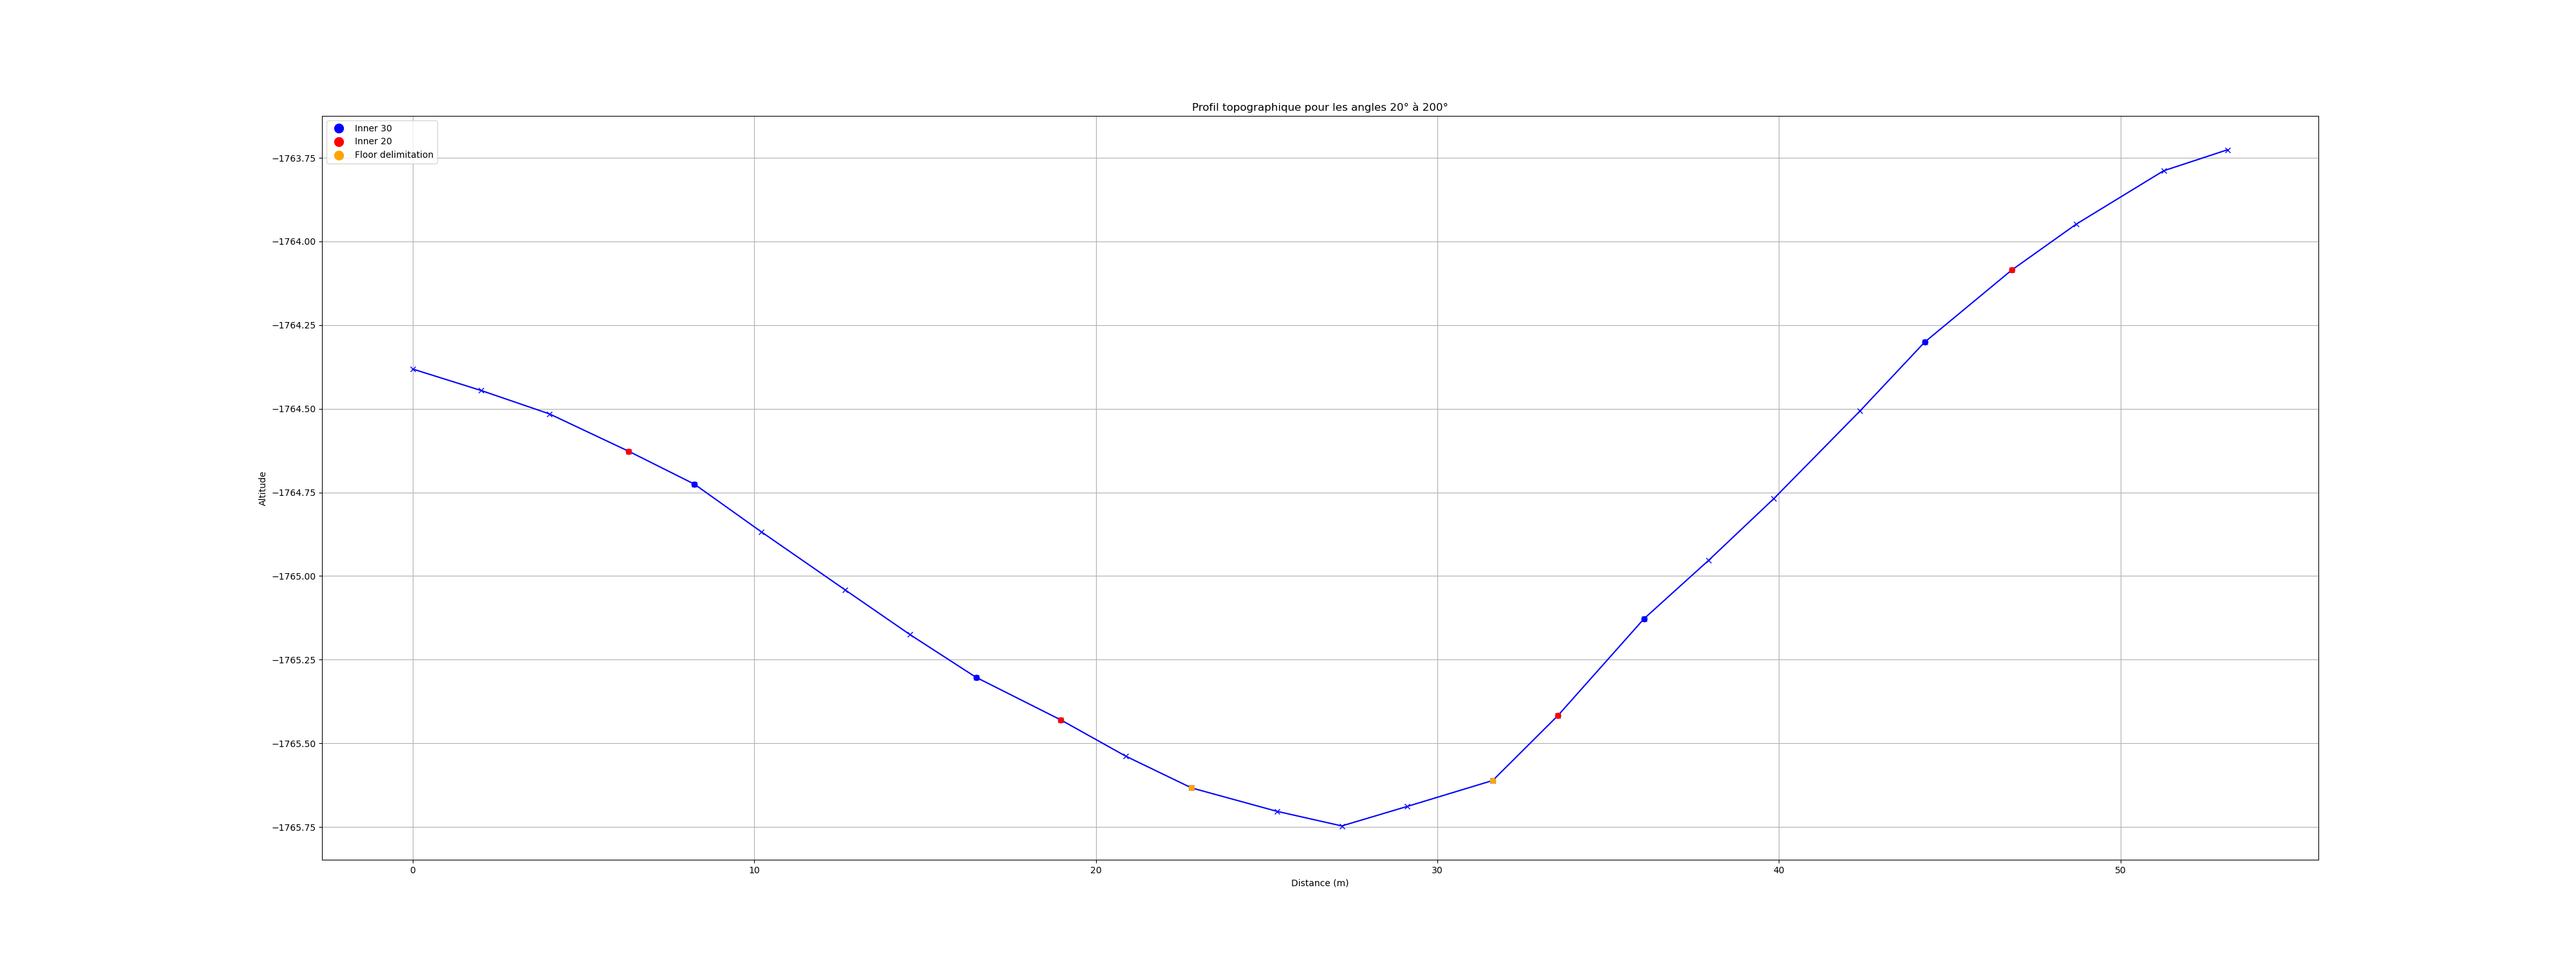 Profil topographique pour les angles 20° à 200°
Inner 30
Inner 20
Floor delimitation
−1763.75
−1764.00
−1764.25
−1764.50
−1764.75
−1765.00
−1765.25
−1765.50
−1765.75
Altitude
0 10 20 30 40 50
Distance (m)